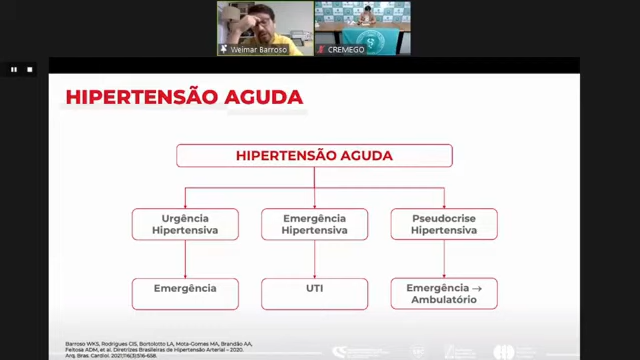 Weimar Barroso
CREMEGO
HIPERTENSÃO AGUDA
HIPERTENSÃO AGUDA
Urgência
Hipertensiva
Emergência
Hipertensiva
Pseudocrise
Hipertensiva
Emergência
UTI
Emergência →
Ambulatório
Barroso WKS, Rodrigues CIS, Bortolotto LA, Mota-Gomes MA, Brandão AA,
Feitosa ADM, et al. Diretrizes Brasileiras de Hipertensão Arterial – 2020.
Arq. Bras. Cardiol. 2021;116(3):516-658.